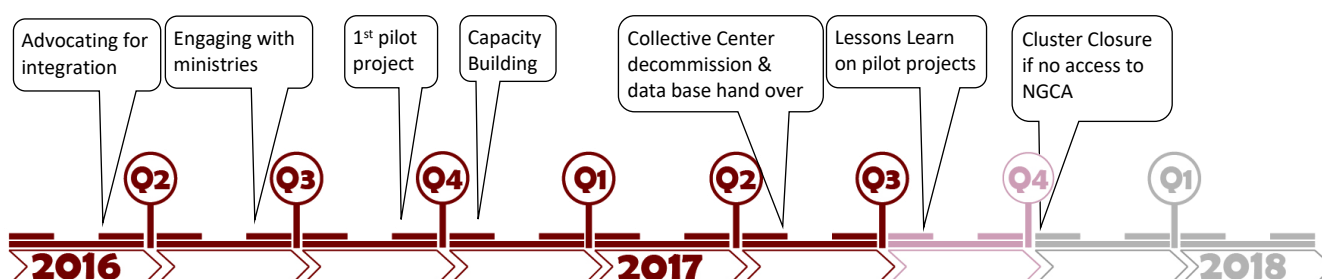 Advocating for
integration
Engaging with
ministries
1st pilot
project
Capacity
Building
Collective Center
decommission &
data base hand over
Lessons Learn
on pilot projects
Cluster Closure
if no access to
NGCA
Q2
Q3
Q4
Q1
Q2
Q3
Q4
Q1
2016
2017
2018